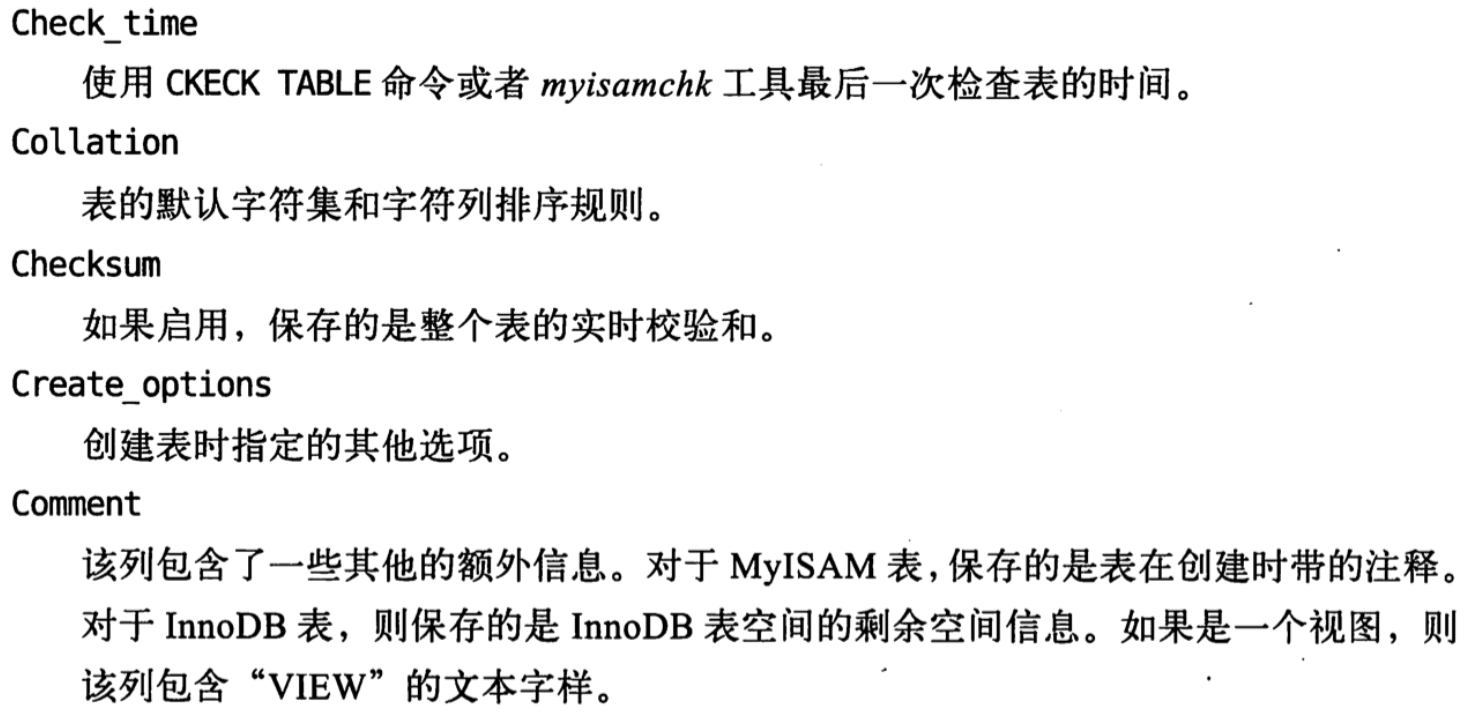 Check_time
使用 CKECK TABLE 命令或者 myisamchk 工具最后一次检查表的时间。
Collation
表的默认字符集和字符列排序规则。
Checksum
如果启用，保存的是整个表的实时校验和。
Create_options
创建表时指定的其他选项。
Comment
该列包含了一些其他的额外信息。对于 MyISAM 表，保存的是表在创建时带的注释。
对于 InnoDB 表，则保存的是 InnoDB 表空间的剩余空间信息。如果是一个视图，则
该列包含“VIEW”的文本字样。